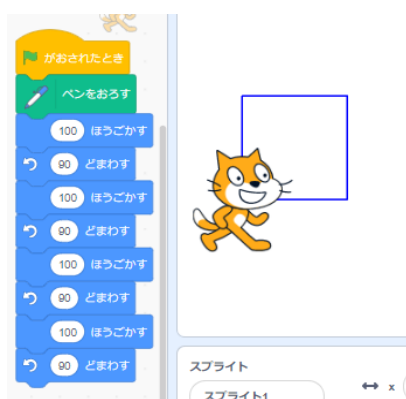 がおされたとき
ペンをおろす
100 ほうごかす
90 どまわす
100 ほうごかす
90 どまわす
100 ほうごかす
90 どまわす
100 ほうごかす
90 どまわす
スプライト
スプライト1
x